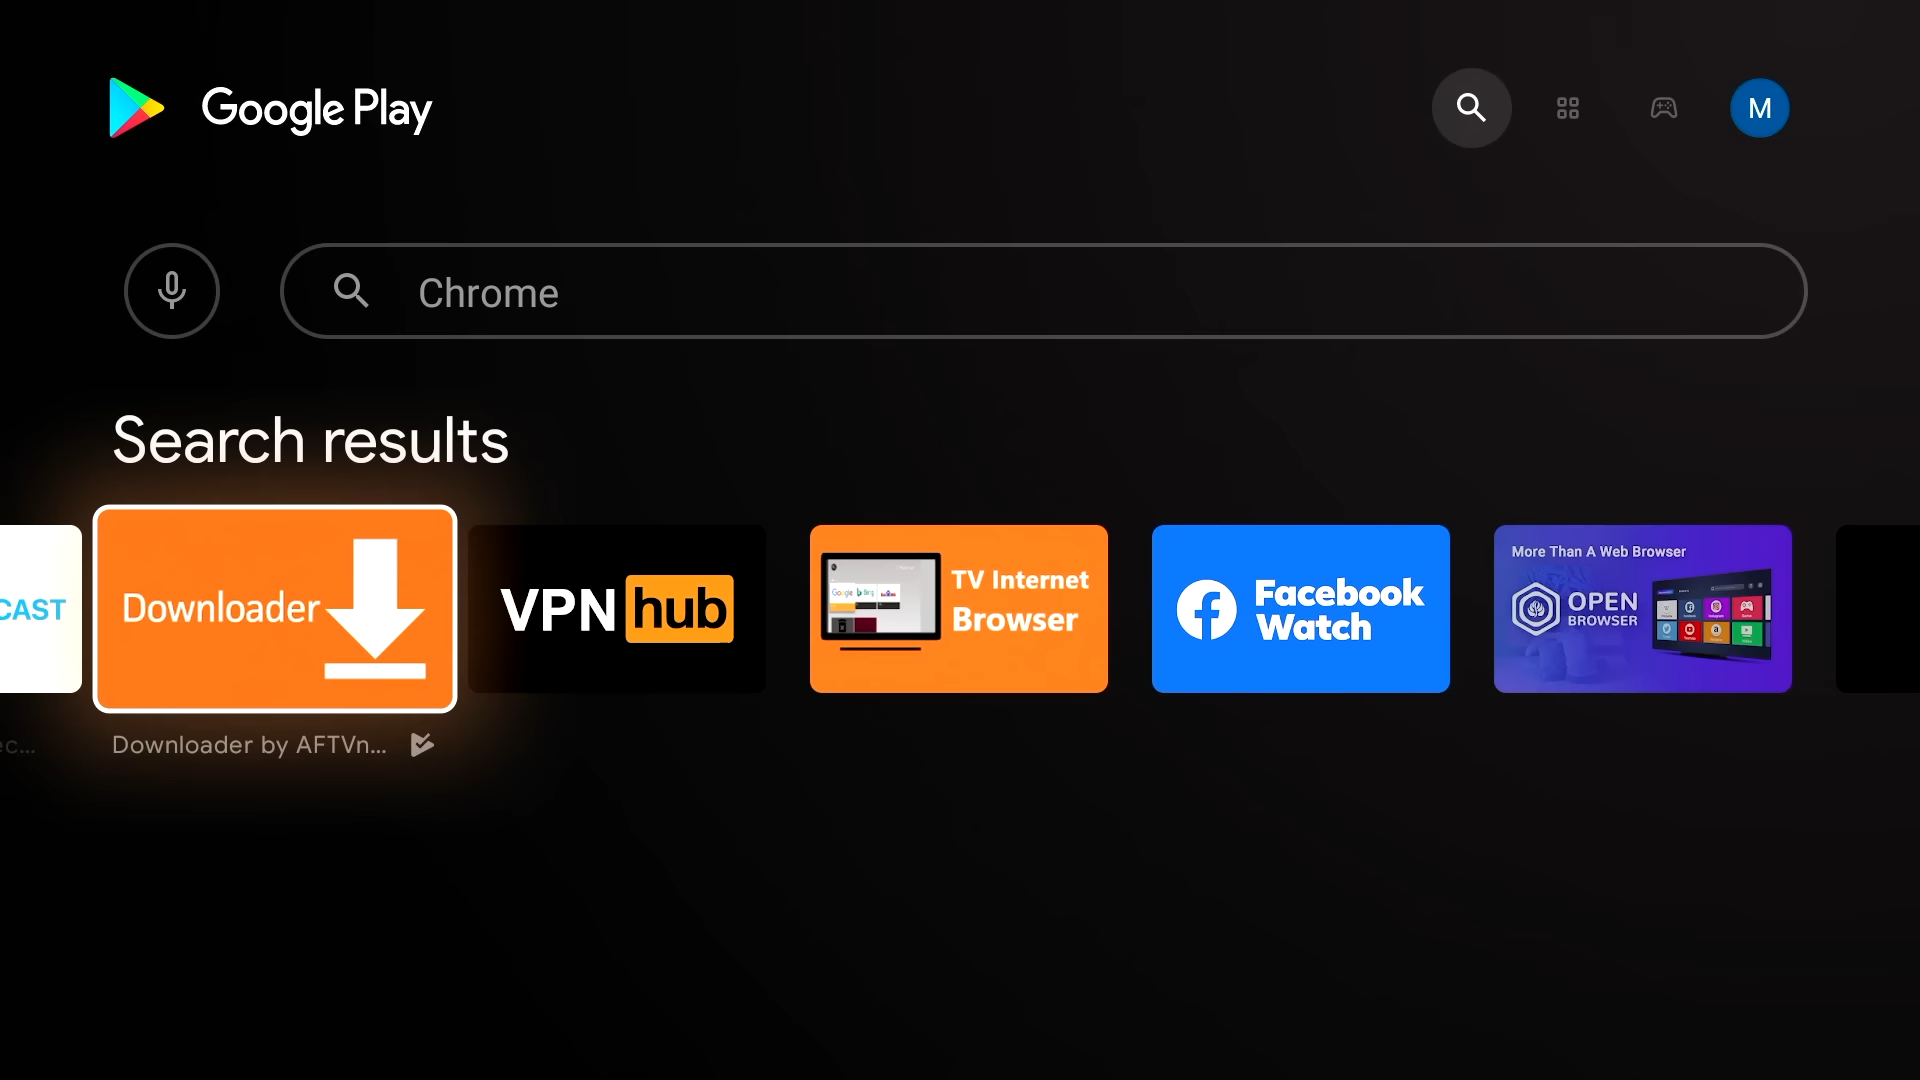 Google Play
M
Chrome
Search results
CAST
Downloader
VPN hub
TV Internet
Browser
Facebook
Watch
More Than A Web Browser
OPEN
BROWSER
ec...
Downloader by AFTVn...